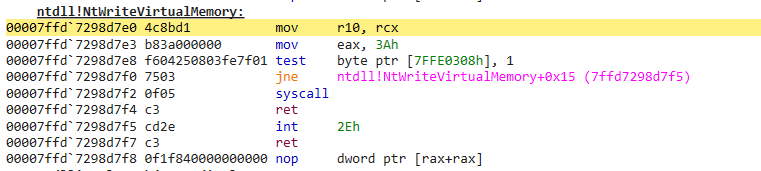 ntdll!NtWriteVirtualMemory:
00007ffd`7298d7e0 4c8bd1 mov r10, rcx
00007ffd`7298d7e3 b83a000000 mov eax, 3Ah
00007ffd`7298d7e8 f604250803fe7f01 test byte ptr [7FFE0308h], 1
00007ffd`7298d7f0 7503 jne ntdll!NtWriteVirtualMemory+0x15 (7ffd7298d7f5)
00007ffd`7298d7f2 0f05 syscall
00007ffd`7298d7f4 c3 ret
00007ffd`7298d7f5 cd2e int 2Eh
00007ffd`7298d7f7 c3 ret
00007ffd`7298d7f8 0f1f840000000000 nop dword ptr [rax+rax]